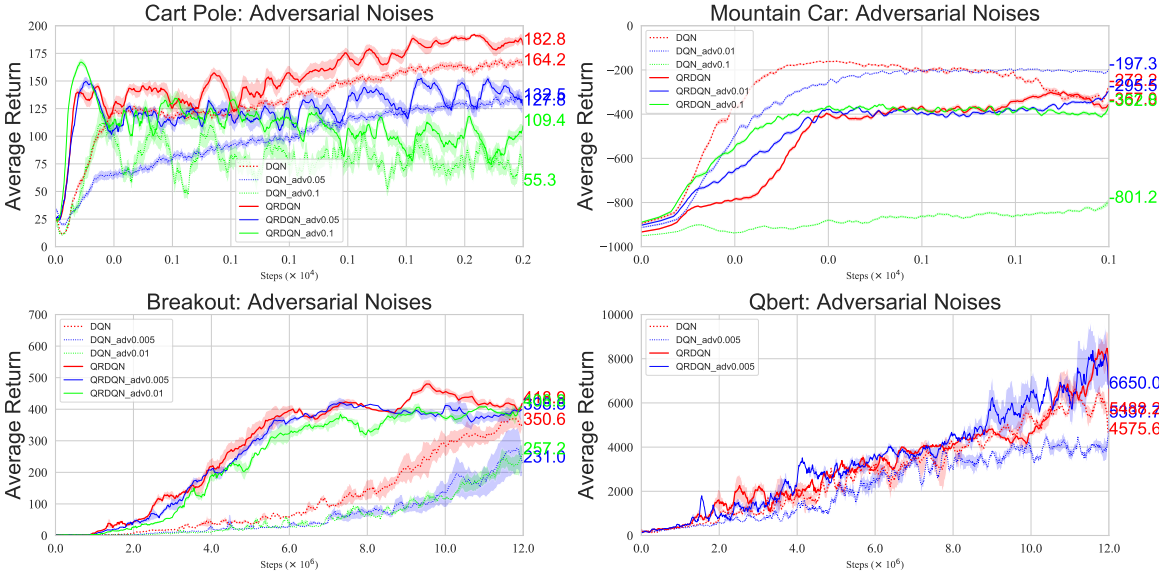 Cart Pole: Adversarial Noises
Average Return
200
175
150
125
100
75
50
25
0
0.0
0.0
0.0
0.1
0.1
0.1
0.1
0.2
0.2
Steps (× 10⁴)
DQN
DQN_adv0.05
DQN_adv0.1
QRDQN
QRDQN_adv0.05
QRDQN_adv0.1
182.8
164.2
127.8
109.4
55.3
Mountain Car: Adversarial Noises
Average Return
0
−200
−400
−600
−800
−1000
0.0
0.0
0.0
0.1
0.1
0.1
Steps (× 10⁴)
DQN
DQN_adv0.01
DQN_adv0.1
QRDQN
QRDQN_adv0.01
QRDQN_adv0.1
-197.3
-295.5
-801.2
Breakout: Adversarial Noises
Average Return
700
600
500
400
300
200
100
0
0.0
2.0
4.0
6.0
8.0
10.0
12.0
Steps (× 10⁶)
DQN
DQN_adv0.005
DQN_adv0.01
QRDQN
QRDQN_adv0.005
QRDQN_adv0.01
398.8
350.6
257.2
231.0
Qbert: Adversarial Noises
Average Return
10000
8000
6000
4000
2000
0
0.0
2.0
4.0
6.0
8.0
10.0
12.0
Steps (× 10⁶)
DQN
DQN_adv0.005
QRDQN
QRDQN_adv0.005
6650.0
4575.6